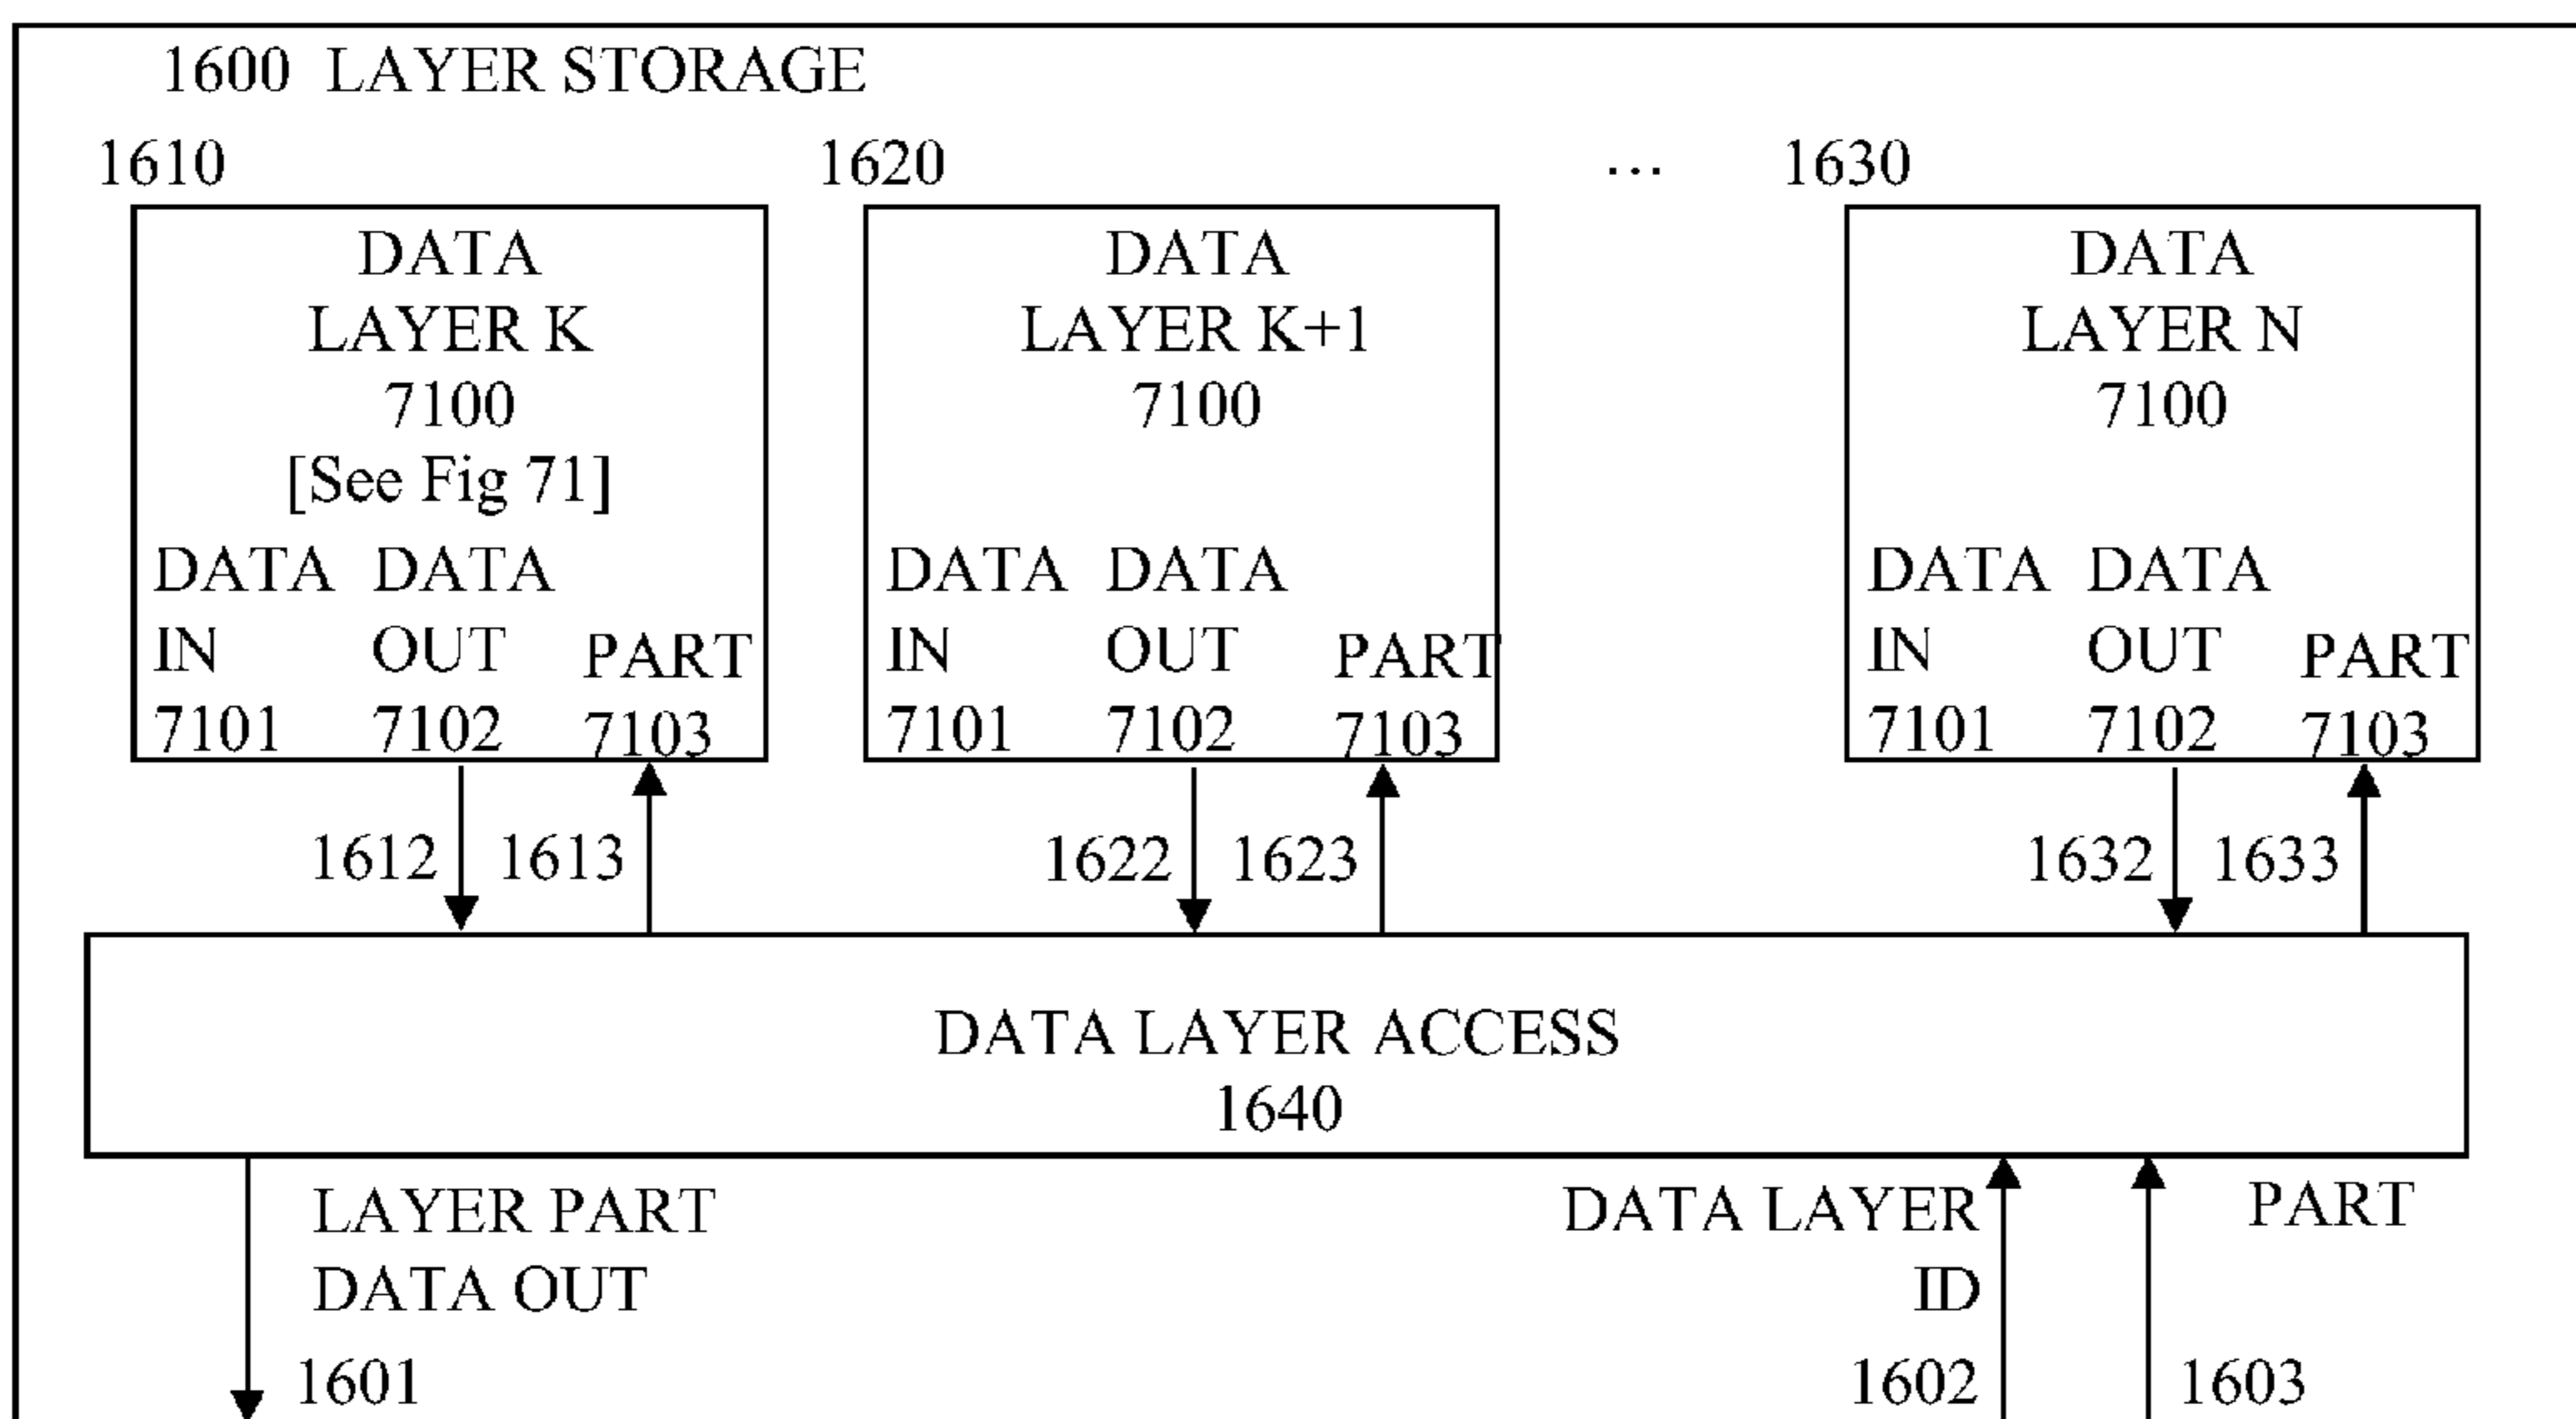 1600 LAYER STORAGE
1610 1620 ... 1630
DATA
LAYER K
7100
[See Fig 71]
DATA DATA
IN OUT PART
7101 7102 7103
DATA
LAYER K+1
7100
DATA DATA
IN OUT PART
7101 7102 7103
DATA
LAYER N
7100
DATA DATA
IN OUT PART
7101 7102 7103
1612 1613 1622 1623 1632 1633
DATA LAYER ACCESS
1640
LAYER PART
DATA OUT
1601
DATA LAYER
ID
1602
PART
1603